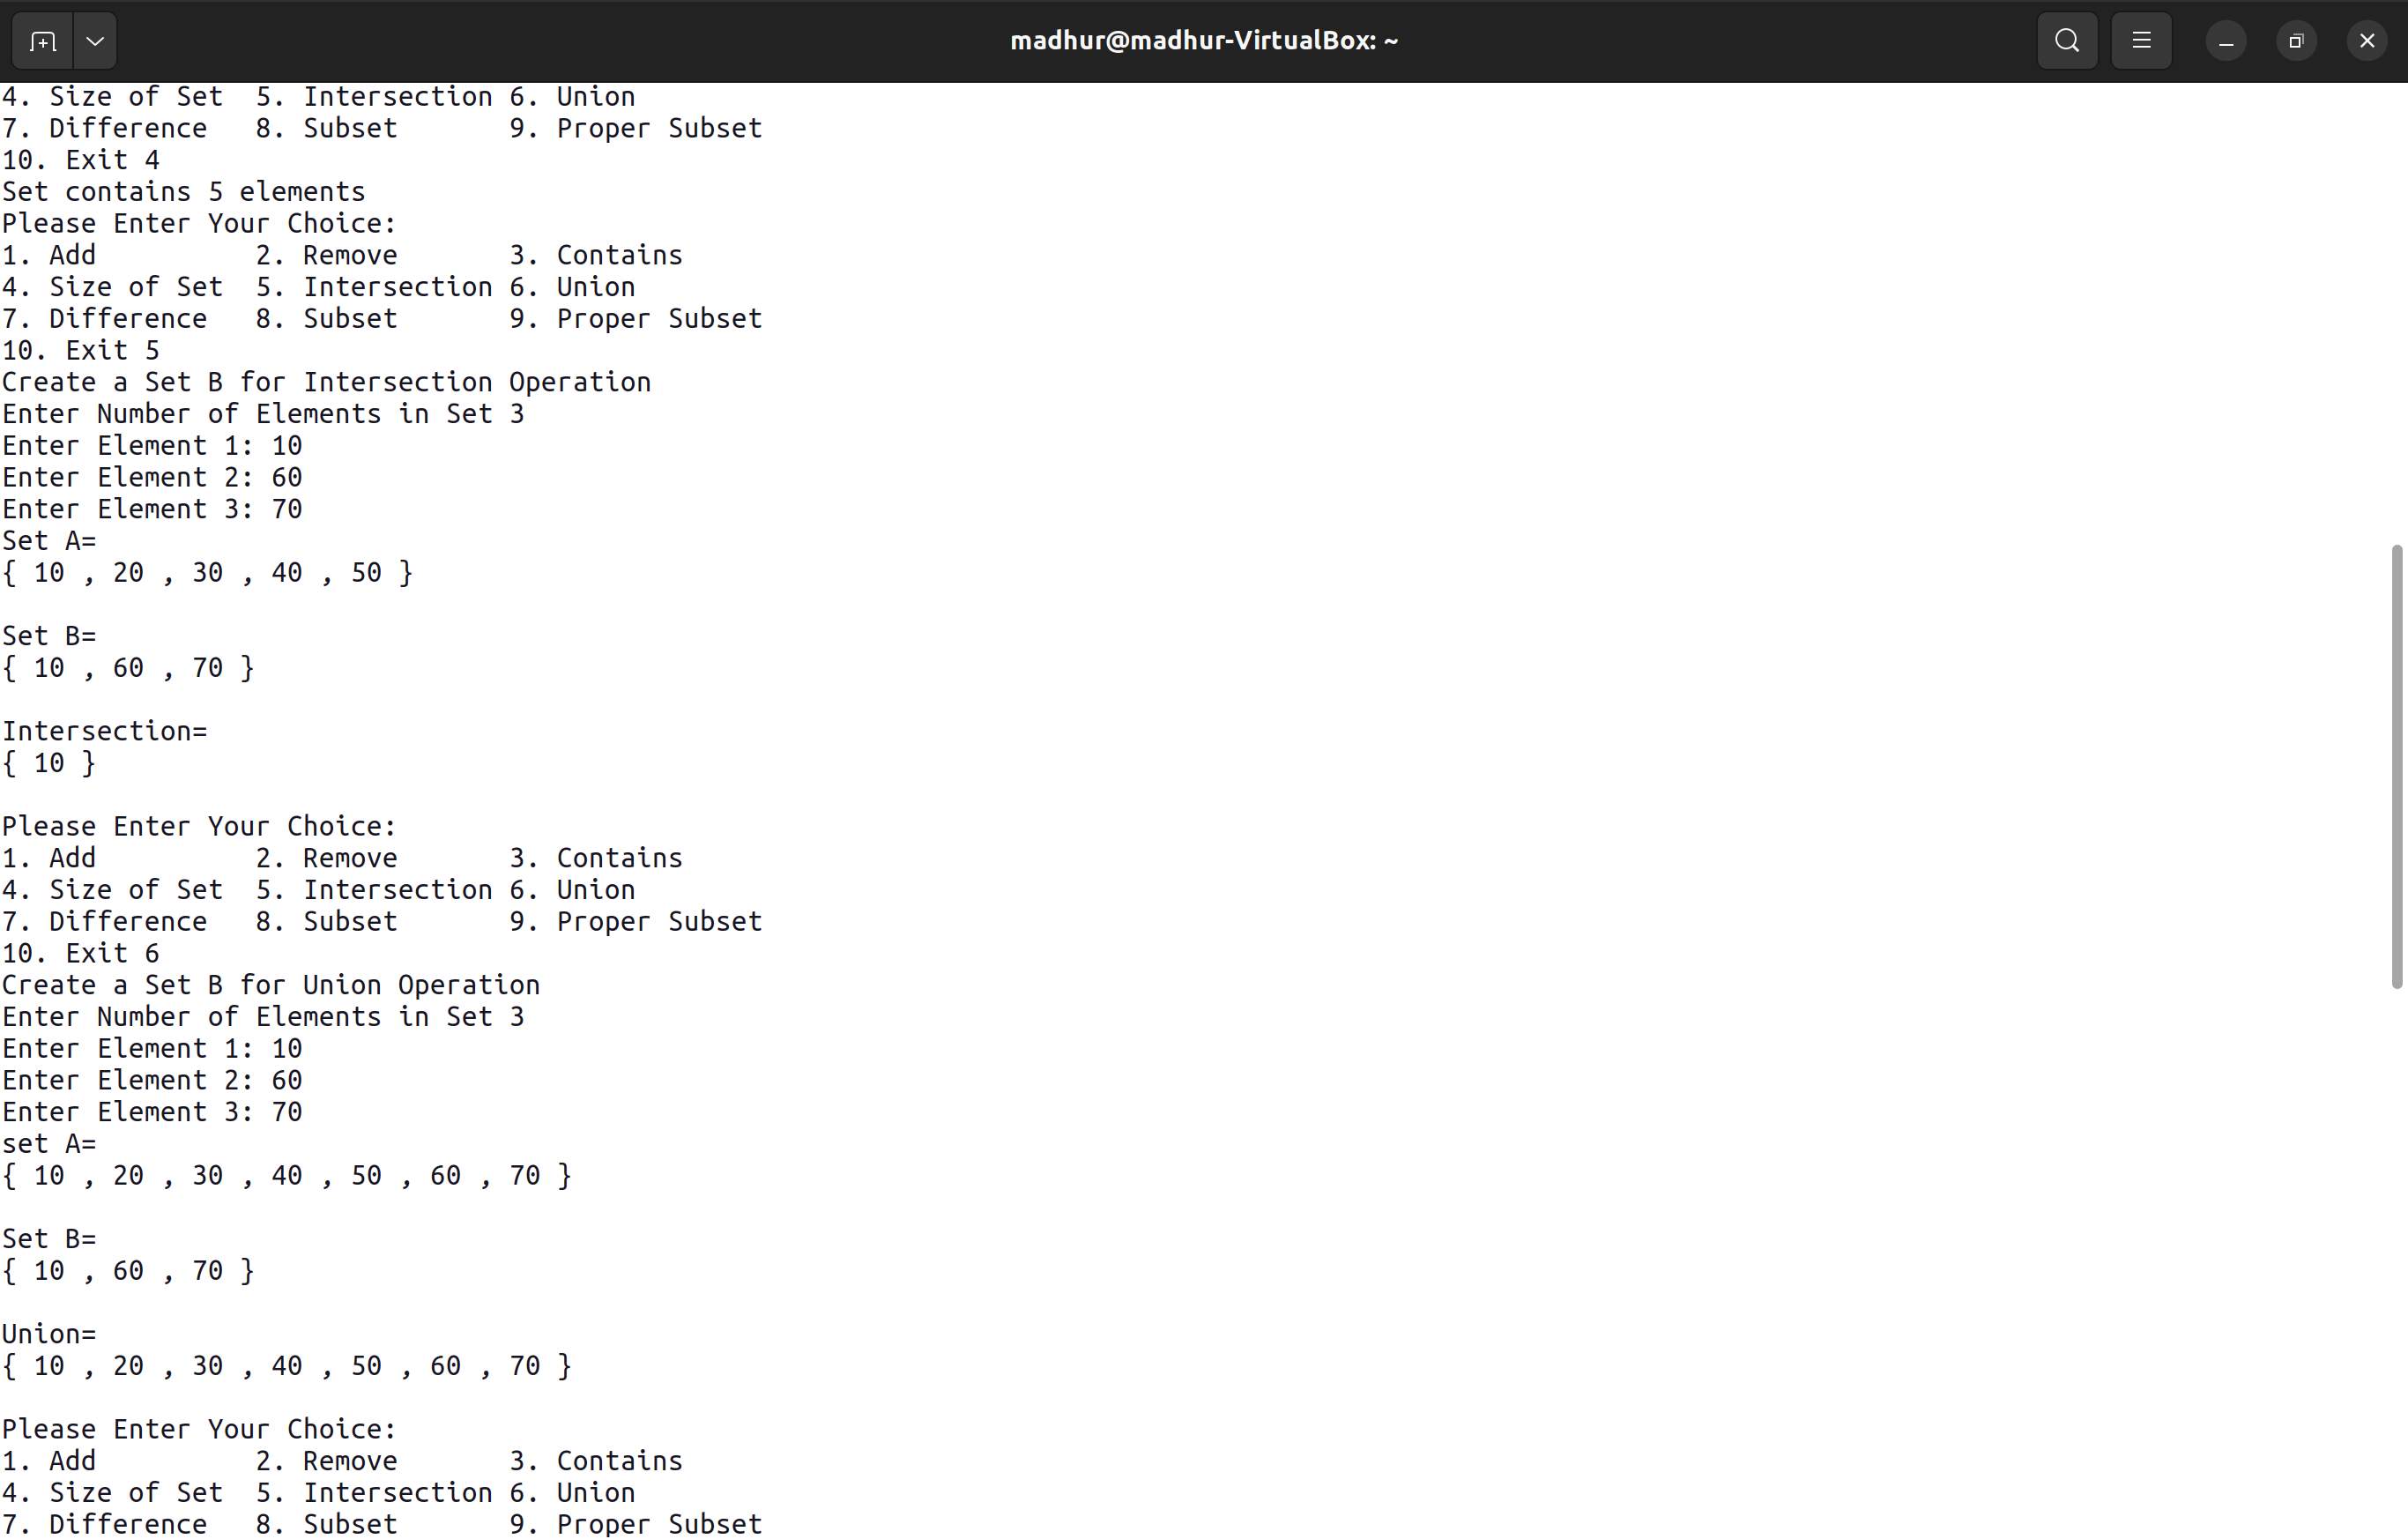 madhur@madhur-VirtualBox: ~
4. Size of Set  5. Intersection 6. Union
7. Difference   8. Subset       9. Proper Subset
10. Exit 4
Set contains 5 elements
Please Enter Your Choice:
1. Add          2. Remove       3. Contains
4. Size of Set  5. Intersection 6. Union
7. Difference   8. Subset       9. Proper Subset
10. Exit 5
Create a Set B for Intersection Operation
Enter Number of Elements in Set 3
Enter Element 1: 10
Enter Element 2: 60
Enter Element 3: 70
Set A=
{ 10 , 20 , 30 , 40 , 50 }

Set B=
{ 10 , 60 , 70 }

Intersection=
{ 10 }

Please Enter Your Choice:
1. Add          2. Remove       3. Contains
4. Size of Set  5. Intersection 6. Union
7. Difference   8. Subset       9. Proper Subset
10. Exit 6
Create a Set B for Union Operation
Enter Number of Elements in Set 3
Enter Element 1: 10
Enter Element 2: 60
Enter Element 3: 70
set A=
{ 10 , 20 , 30 , 40 , 50 , 60 , 70 }

Set B=
{ 10 , 60 , 70 }

Union=
{ 10 , 20 , 30 , 40 , 50 , 60 , 70 }

Please Enter Your Choice:
1. Add          2. Remove       3. Contains
4. Size of Set  5. Intersection 6. Union
7. Difference   8. Subset       9. Proper Subset